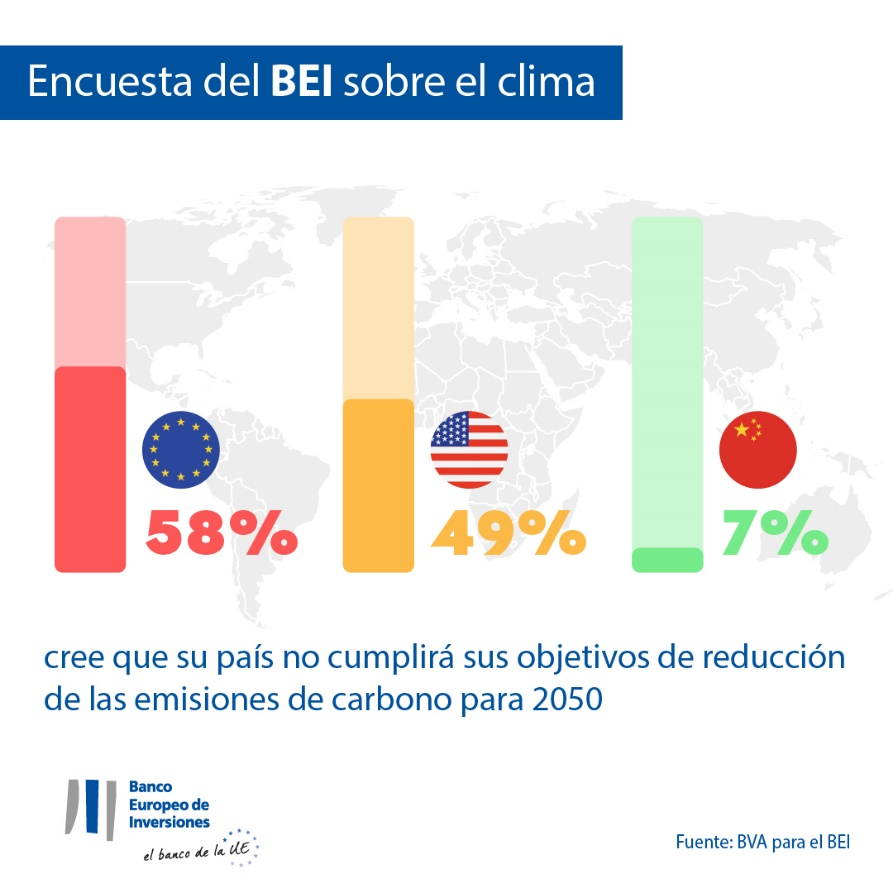 Encuesta del BEI sobre el clima
58%
49%
7%
cree que su país no cumplirá sus objetivos de reducción
de las emisiones de carbono para 2050
Banco
Europeo de
Inversiones
el banco de la UE
Fuente: BVA para el BEI